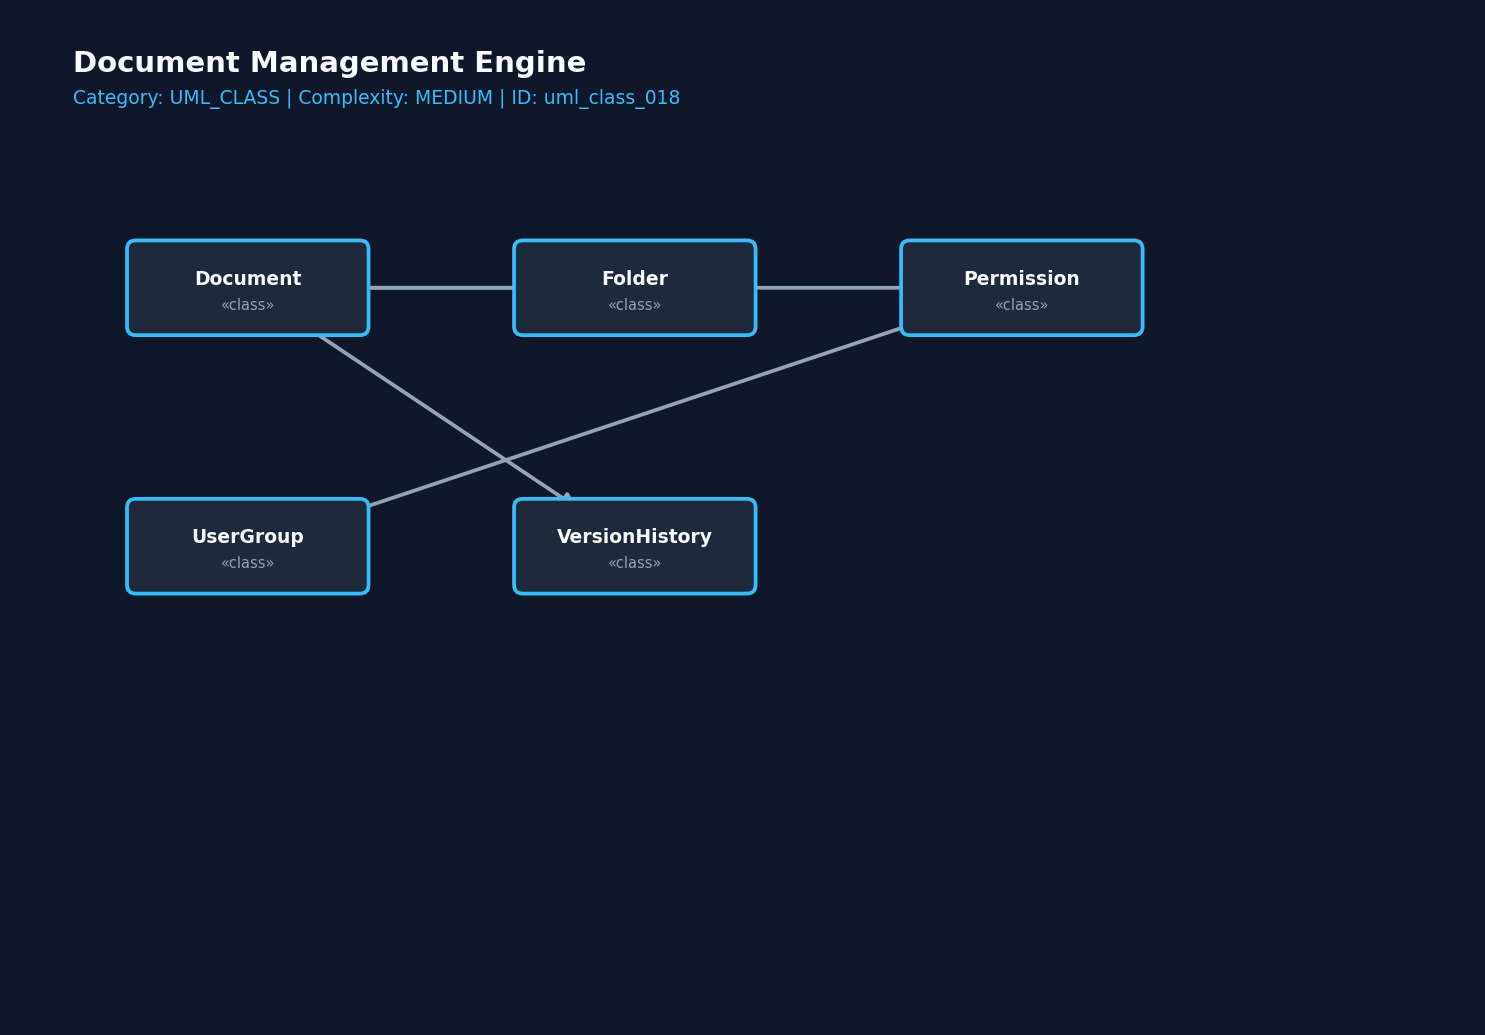 Document Management Engine
Category: UML_CLASS | Complexity: MEDIUM | ID: uml_class_018
Document
«class»
Folder
«class»
Permission
«class»
UserGroup
«class»
VersionHistory
«class»